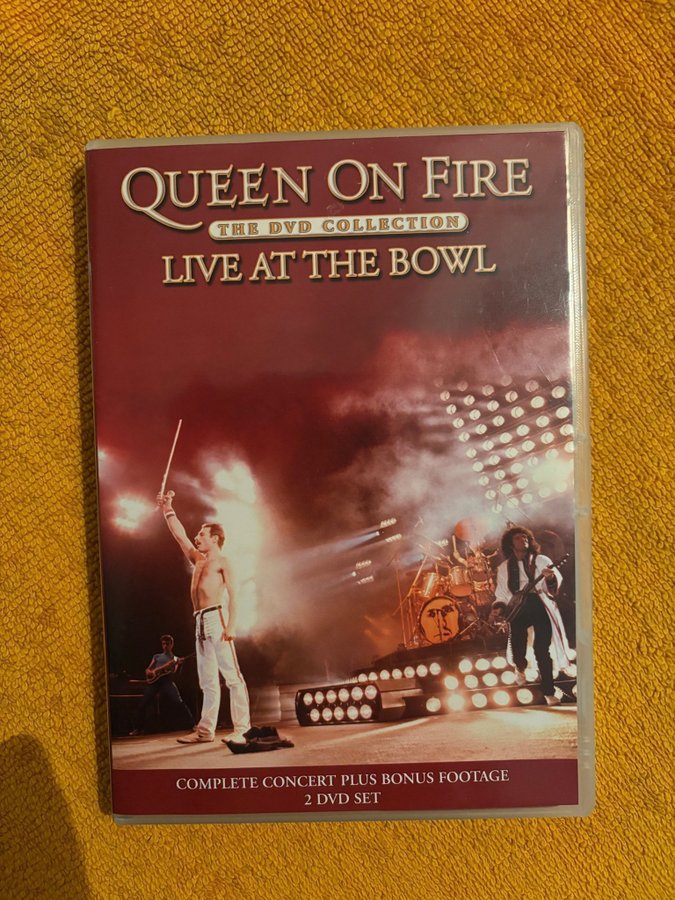 QUEEN ON FIRE
THE DVD COLLECTION
LIVE AT THE BOWL
COMPLETE CONCERT PLUS BONUS FOOTAGE
2 DVD SET